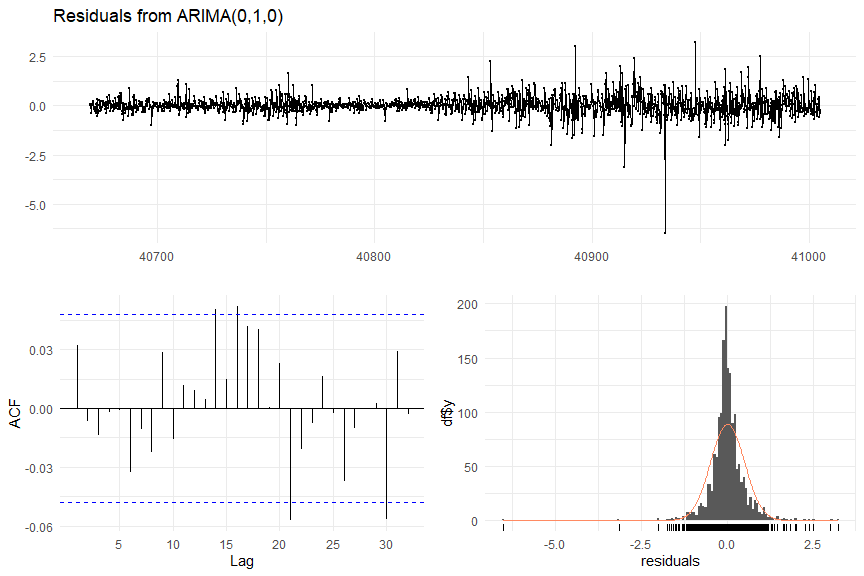 Residuals from ARIMA(0,1,0)
2.5
0.0
-2.5
-5.0
40700 40800 40900 41000
ACF
0.03
0.00
-0.03
-0.06
5 10 15 20 25 30
Lag
df$y
200
150
100
50
0
-5.0 -2.5 0.0 2.5
residuals